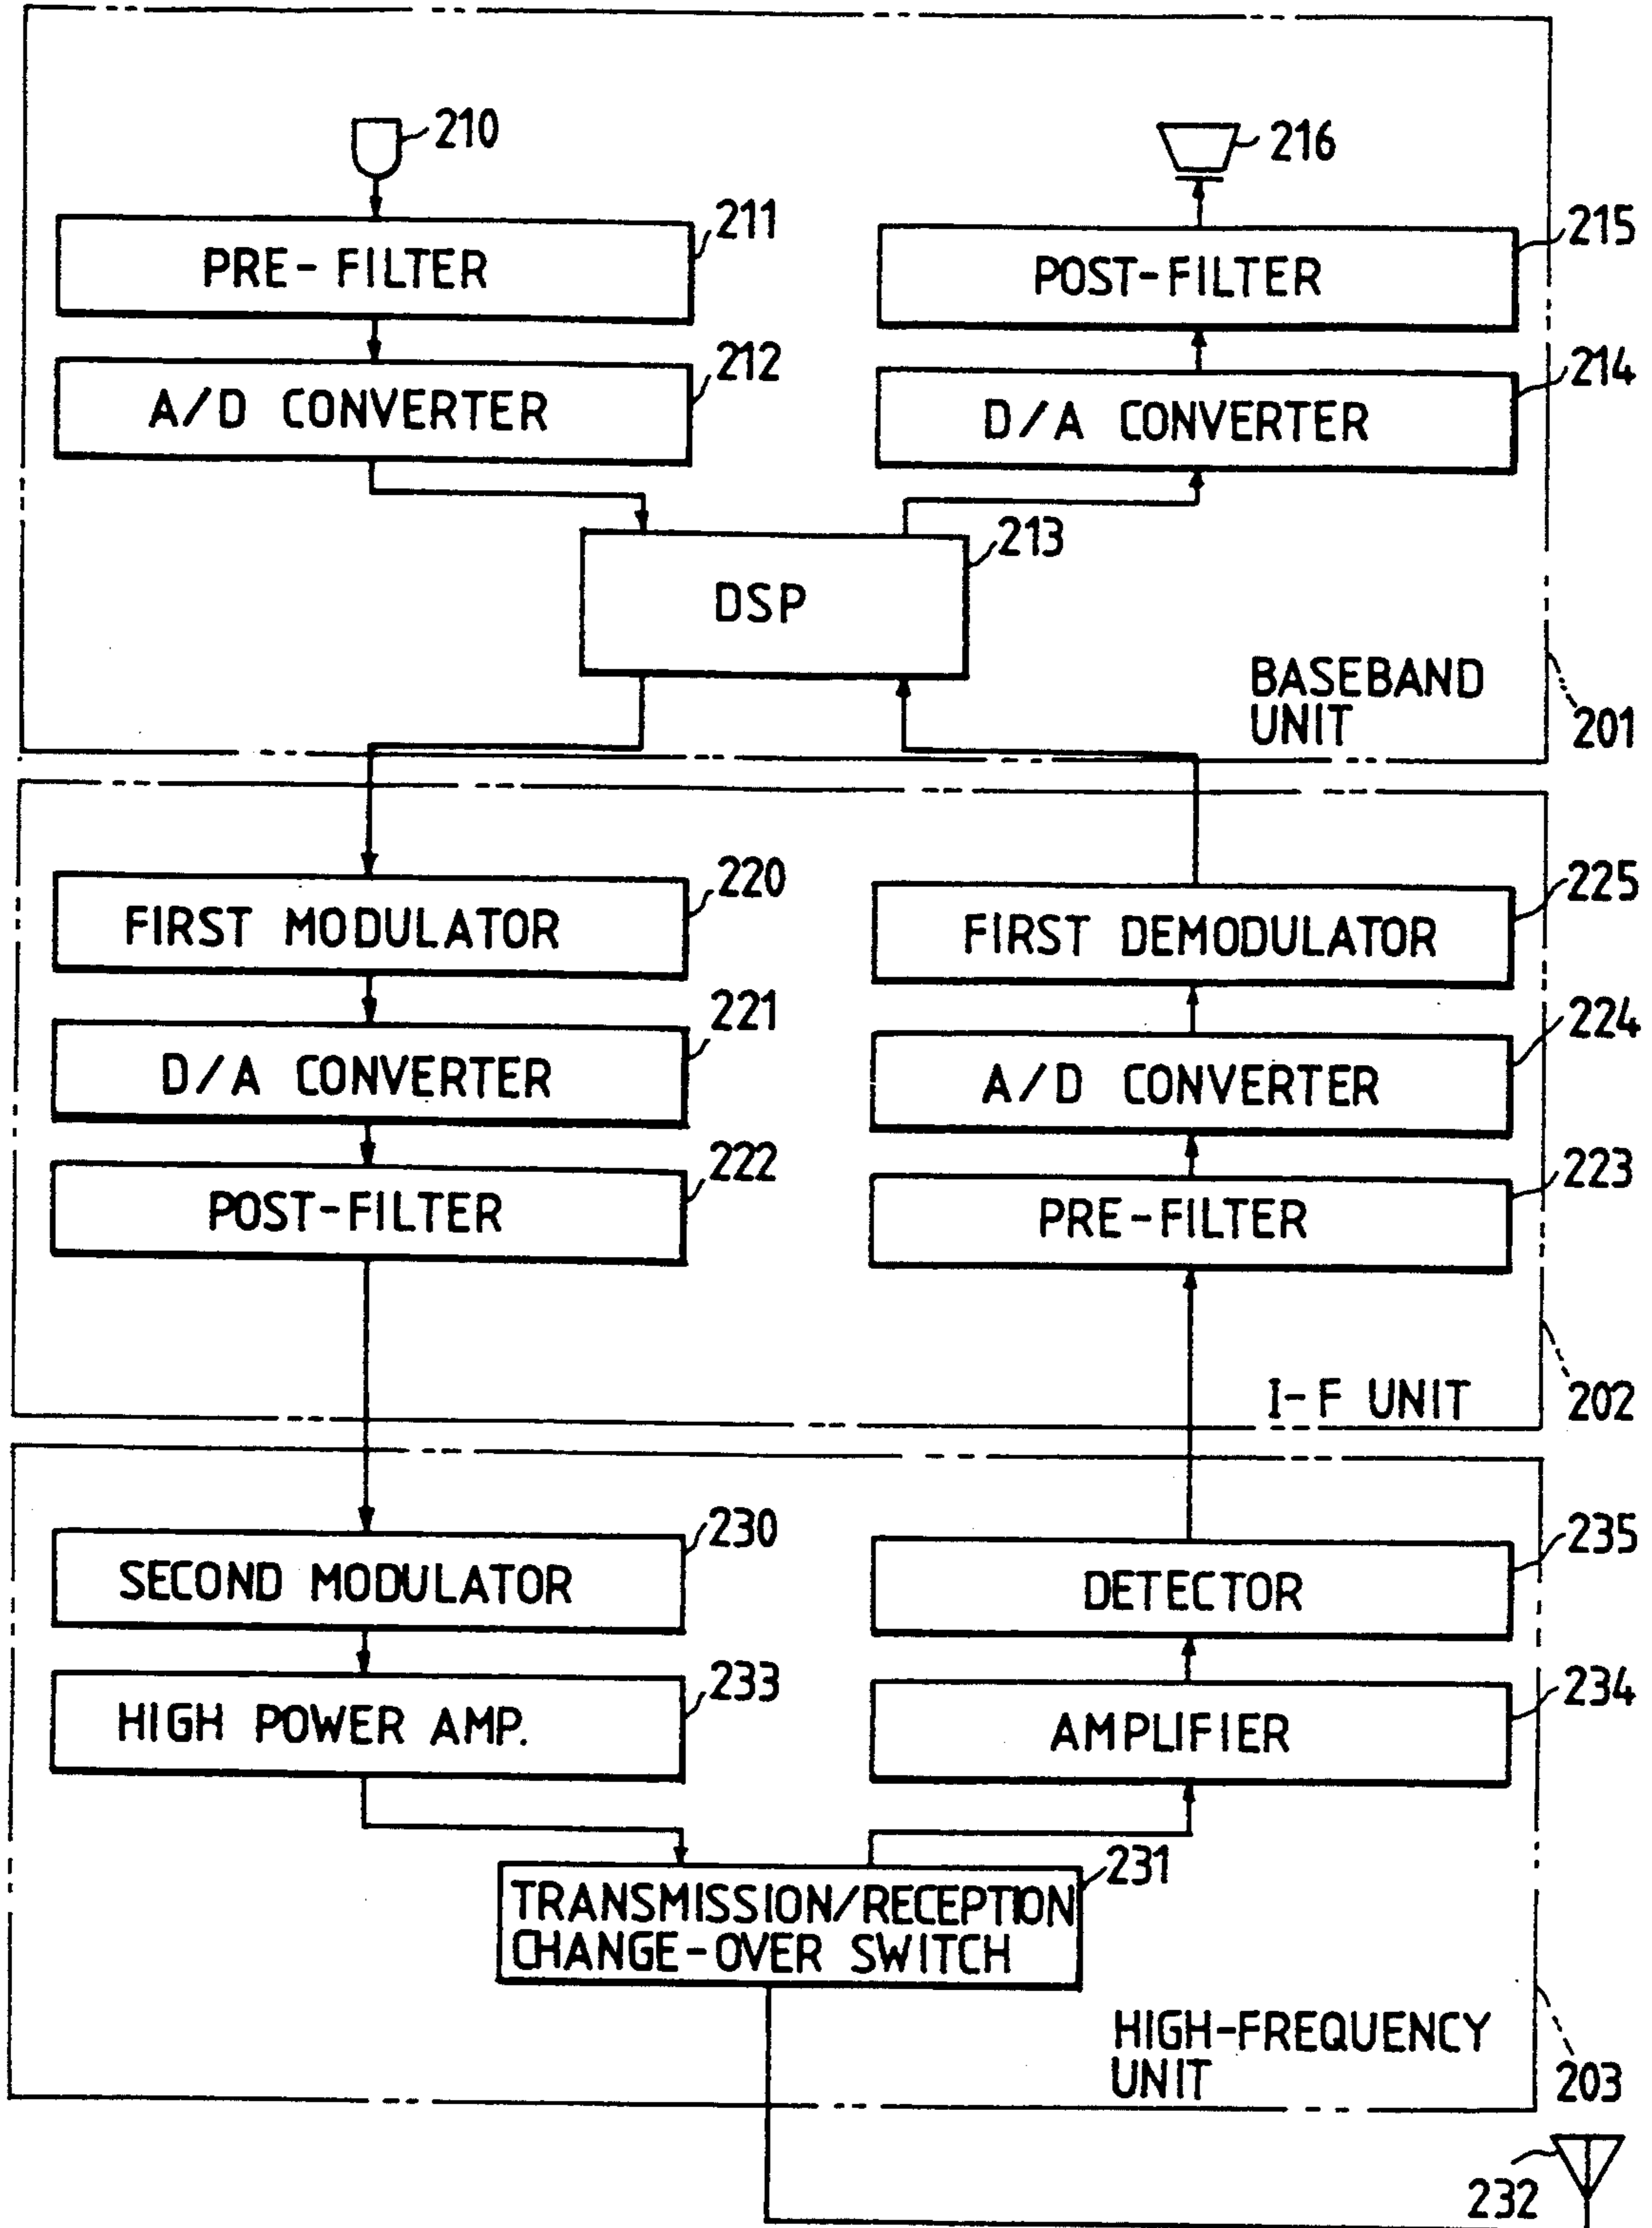 210
216
211
PRE-FILTER
215
POST-FILTER
212
A/D CONVERTER
214
D/A CONVERTER
213
DSP
BASEBAND
UNIT
201
220
FIRST MODULATOR
225
FIRST DEMODULATOR
221
D/A CONVERTER
224
A/D CONVERTER
222
POST-FILTER
223
PRE-FILTER
I-F UNIT
202
230
SECOND MODULATOR
235
DETECTOR
233
HIGH POWER AMP.
234
AMPLIFIER
231
TRANSMISSION/RECEPTION
CHANGE-OVER SWITCH
HIGH-FREQUENCY
UNIT
203
232